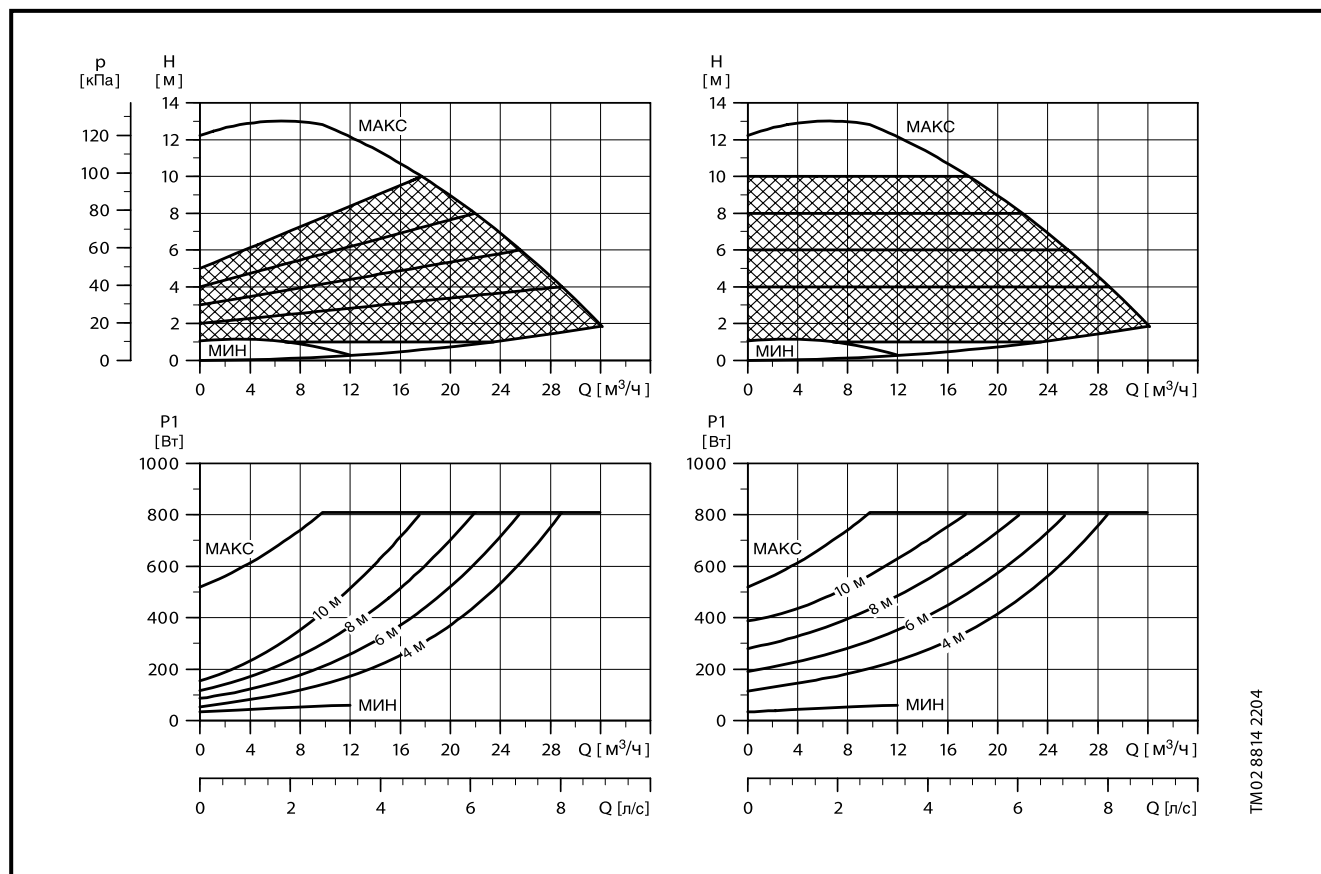 p
[кПа]
H
[м]
14
12
10
8
6
4
2
0
120
100
80
60
40
20
0
МАКС
МИН
0 4 8 12 16 20 24 28 Q [м³/ч]
H
[м]
14
12
10
8
6
4
2
0
МАКС
МИН
0 4 8 12 16 20 24 28 Q [м³/ч]
P1
[Вт]
1000
800
600
400
200
0
МАКС
10 м
8 м
6 м
4 м
МИН
0 4 8 12 16 20 24 28 Q [м³/ч]
0 2 4 6 8 Q [л/с]
P1
[Вт]
1000
800
600
400
200
0
МАКС
10 м
8 м
6 м
4 м
МИН
0 4 8 12 16 20 24 28 Q [м³/ч]
0 2 4 6 8 Q [л/с]
TM02 8814 2204